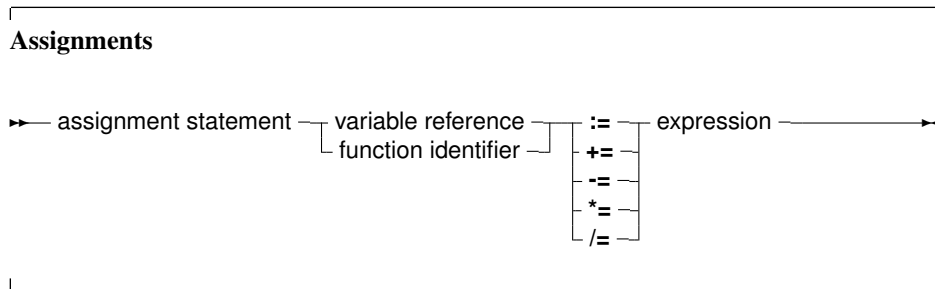 Assignments
assignment statement variable reference := expression
function identifier +=
-=
*=
/=